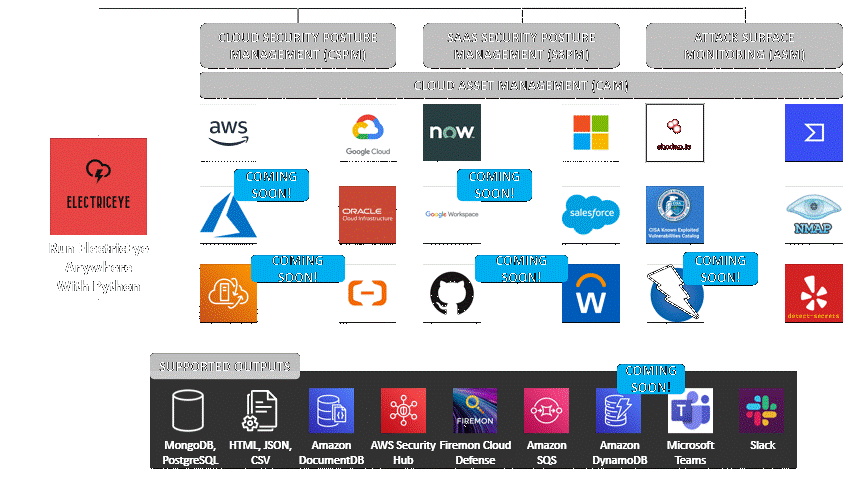 CLOUD SECURITY POSTURE
MANAGEMENT (CSPM)
SAAS SECURITY POSTURE
MANAGEMENT (SSPM)
ATTACK SURFACE
MONITORING (ASM)
CLOUD ASSET MANAGEMENT (CAM)
aws
Google Cloud
now.
shodan.io
ELECTRICEYE
Run ElectricEye
Anywhere
With Python
COMING
SOON!
COMING
SOON!
ORACLE
Cloud Infrastructure
Google Workspace
salesforce
CISA Known Exploited
Vulnerabilities Catalog
NMAP
COMING
SOON!
COMING
SOON!
COMING
SOON!
W
detect-secrets
SUPPORTED OUTPUTS
COMING
SOON!
FIREMON
MongoDB,
PostgreSQL
HTML, JSON,
CSV
Amazon
DocumentDB
AWS Security
Hub
Firemon Cloud
Defense
Amazon
SQS
Amazon
DynamoDB
Microsoft
Teams
Slack